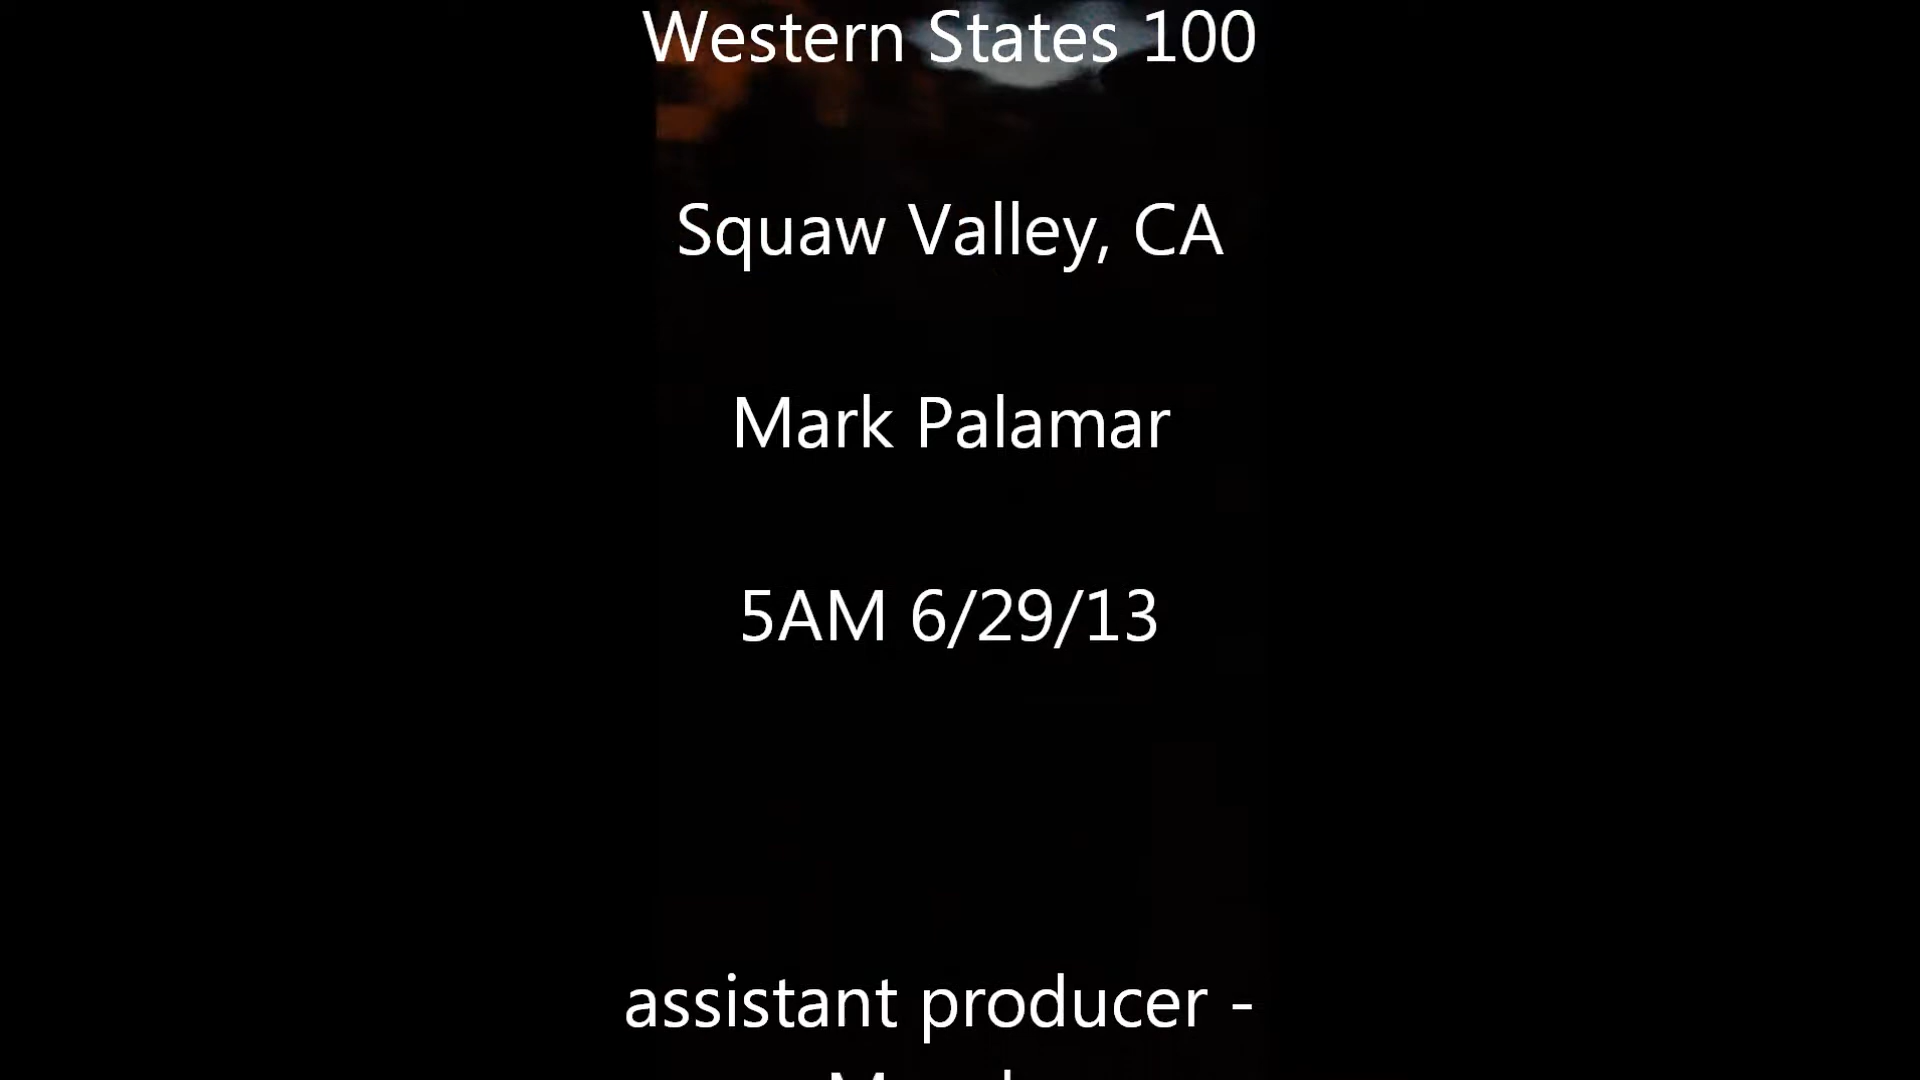 Western States 100
Squaw Valley, CA
Mark Palamar
5AM 6/29/13
assistant producer -